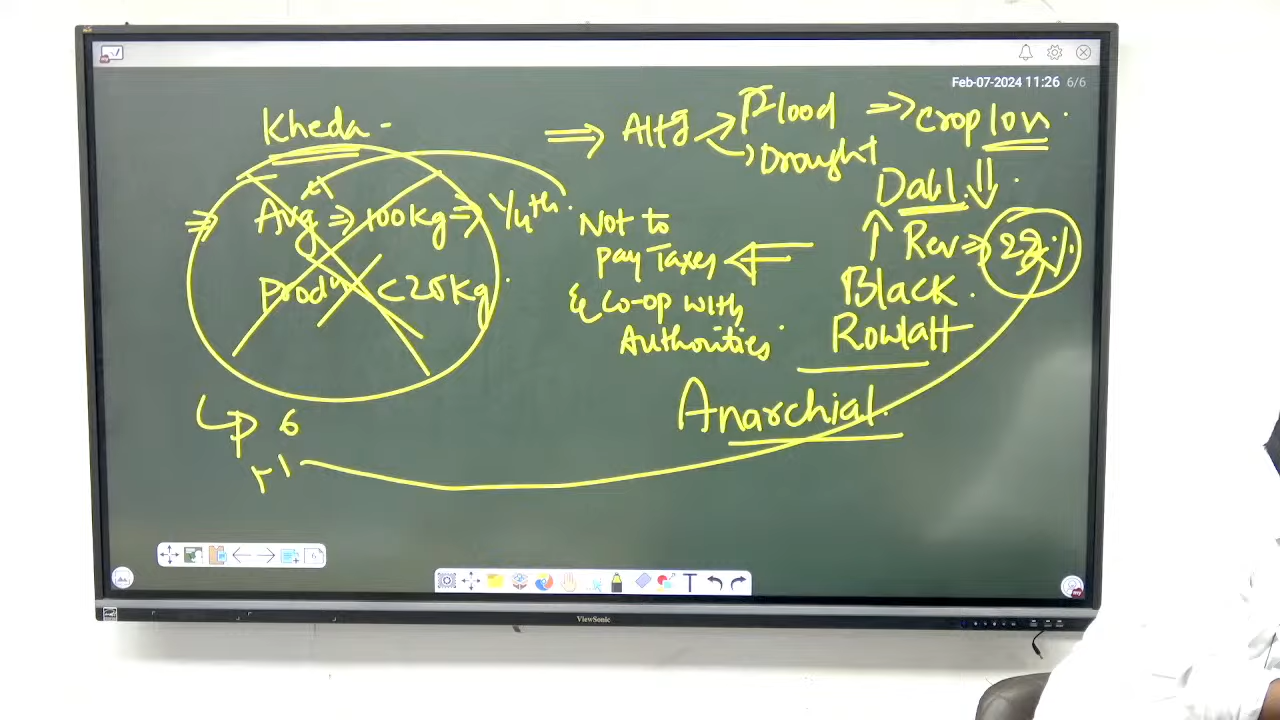 Feb-07-2024 11:26 6/6
Kheda -
⇒ Altg → Flood ⇒ crop loss.
→ Drought
⇒ Avg ⇒ 100kg ⇒ 1/4th.
Prodn < 25kg.
Dabl
↑ Rev ⇒ 22%
Not to
pay Taxes
& Co-op with
Authorities
Black.
Rowlatt
Anarchial.
6
ViewSonic